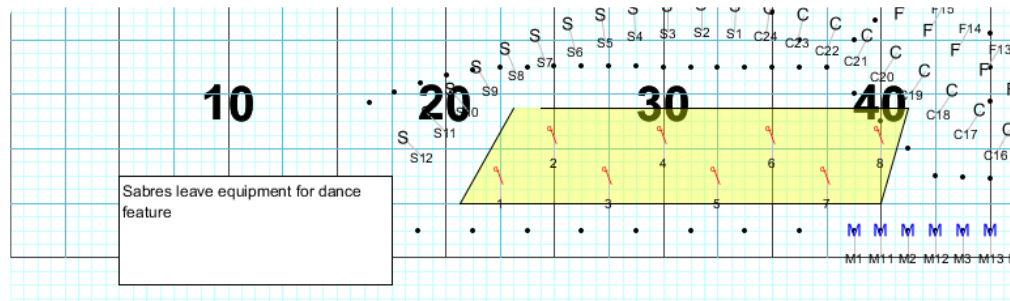 S S S S S S S C C C F F15
S9 S8 S7 S6 S5 S4 S3 S2 S1 C24 C23 C22 C21 C20 C19 C18 C17 C16
F F14
F F13
C C C C C C
S S S S
10 20 30 40
S10
S11
S12
2 4 6 8
1 3 5 7
Sabres leave equipment for dance
feature
M M M M M M
M1 M11 M2 M12 M3 M13